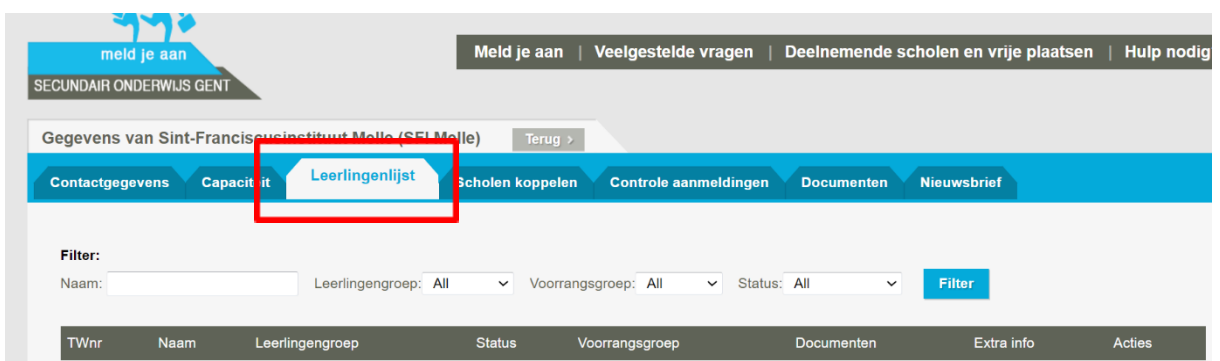 meld je aan
SECUNDAIR ONDERWIJS GENT
Meld je aan | Veelgestelde vragen | Deelnemende scholen en vrije plaatsen | Hulp nodig
Gegevens van Sint-Franciscusinstituut Melle (SFI Melle) Terug >
Contactgegevens Capaciteit Leerlingenlijst Scholen koppelen Controle aanmeldingen Documenten Nieuwsbrief
Filter:
Naam: Leerlingengroep: All Voorrangsgroep: All Status: All Filter
TWnr Naam Leerlingengroep Status Voorrangsgroep Documenten Extra info Acties